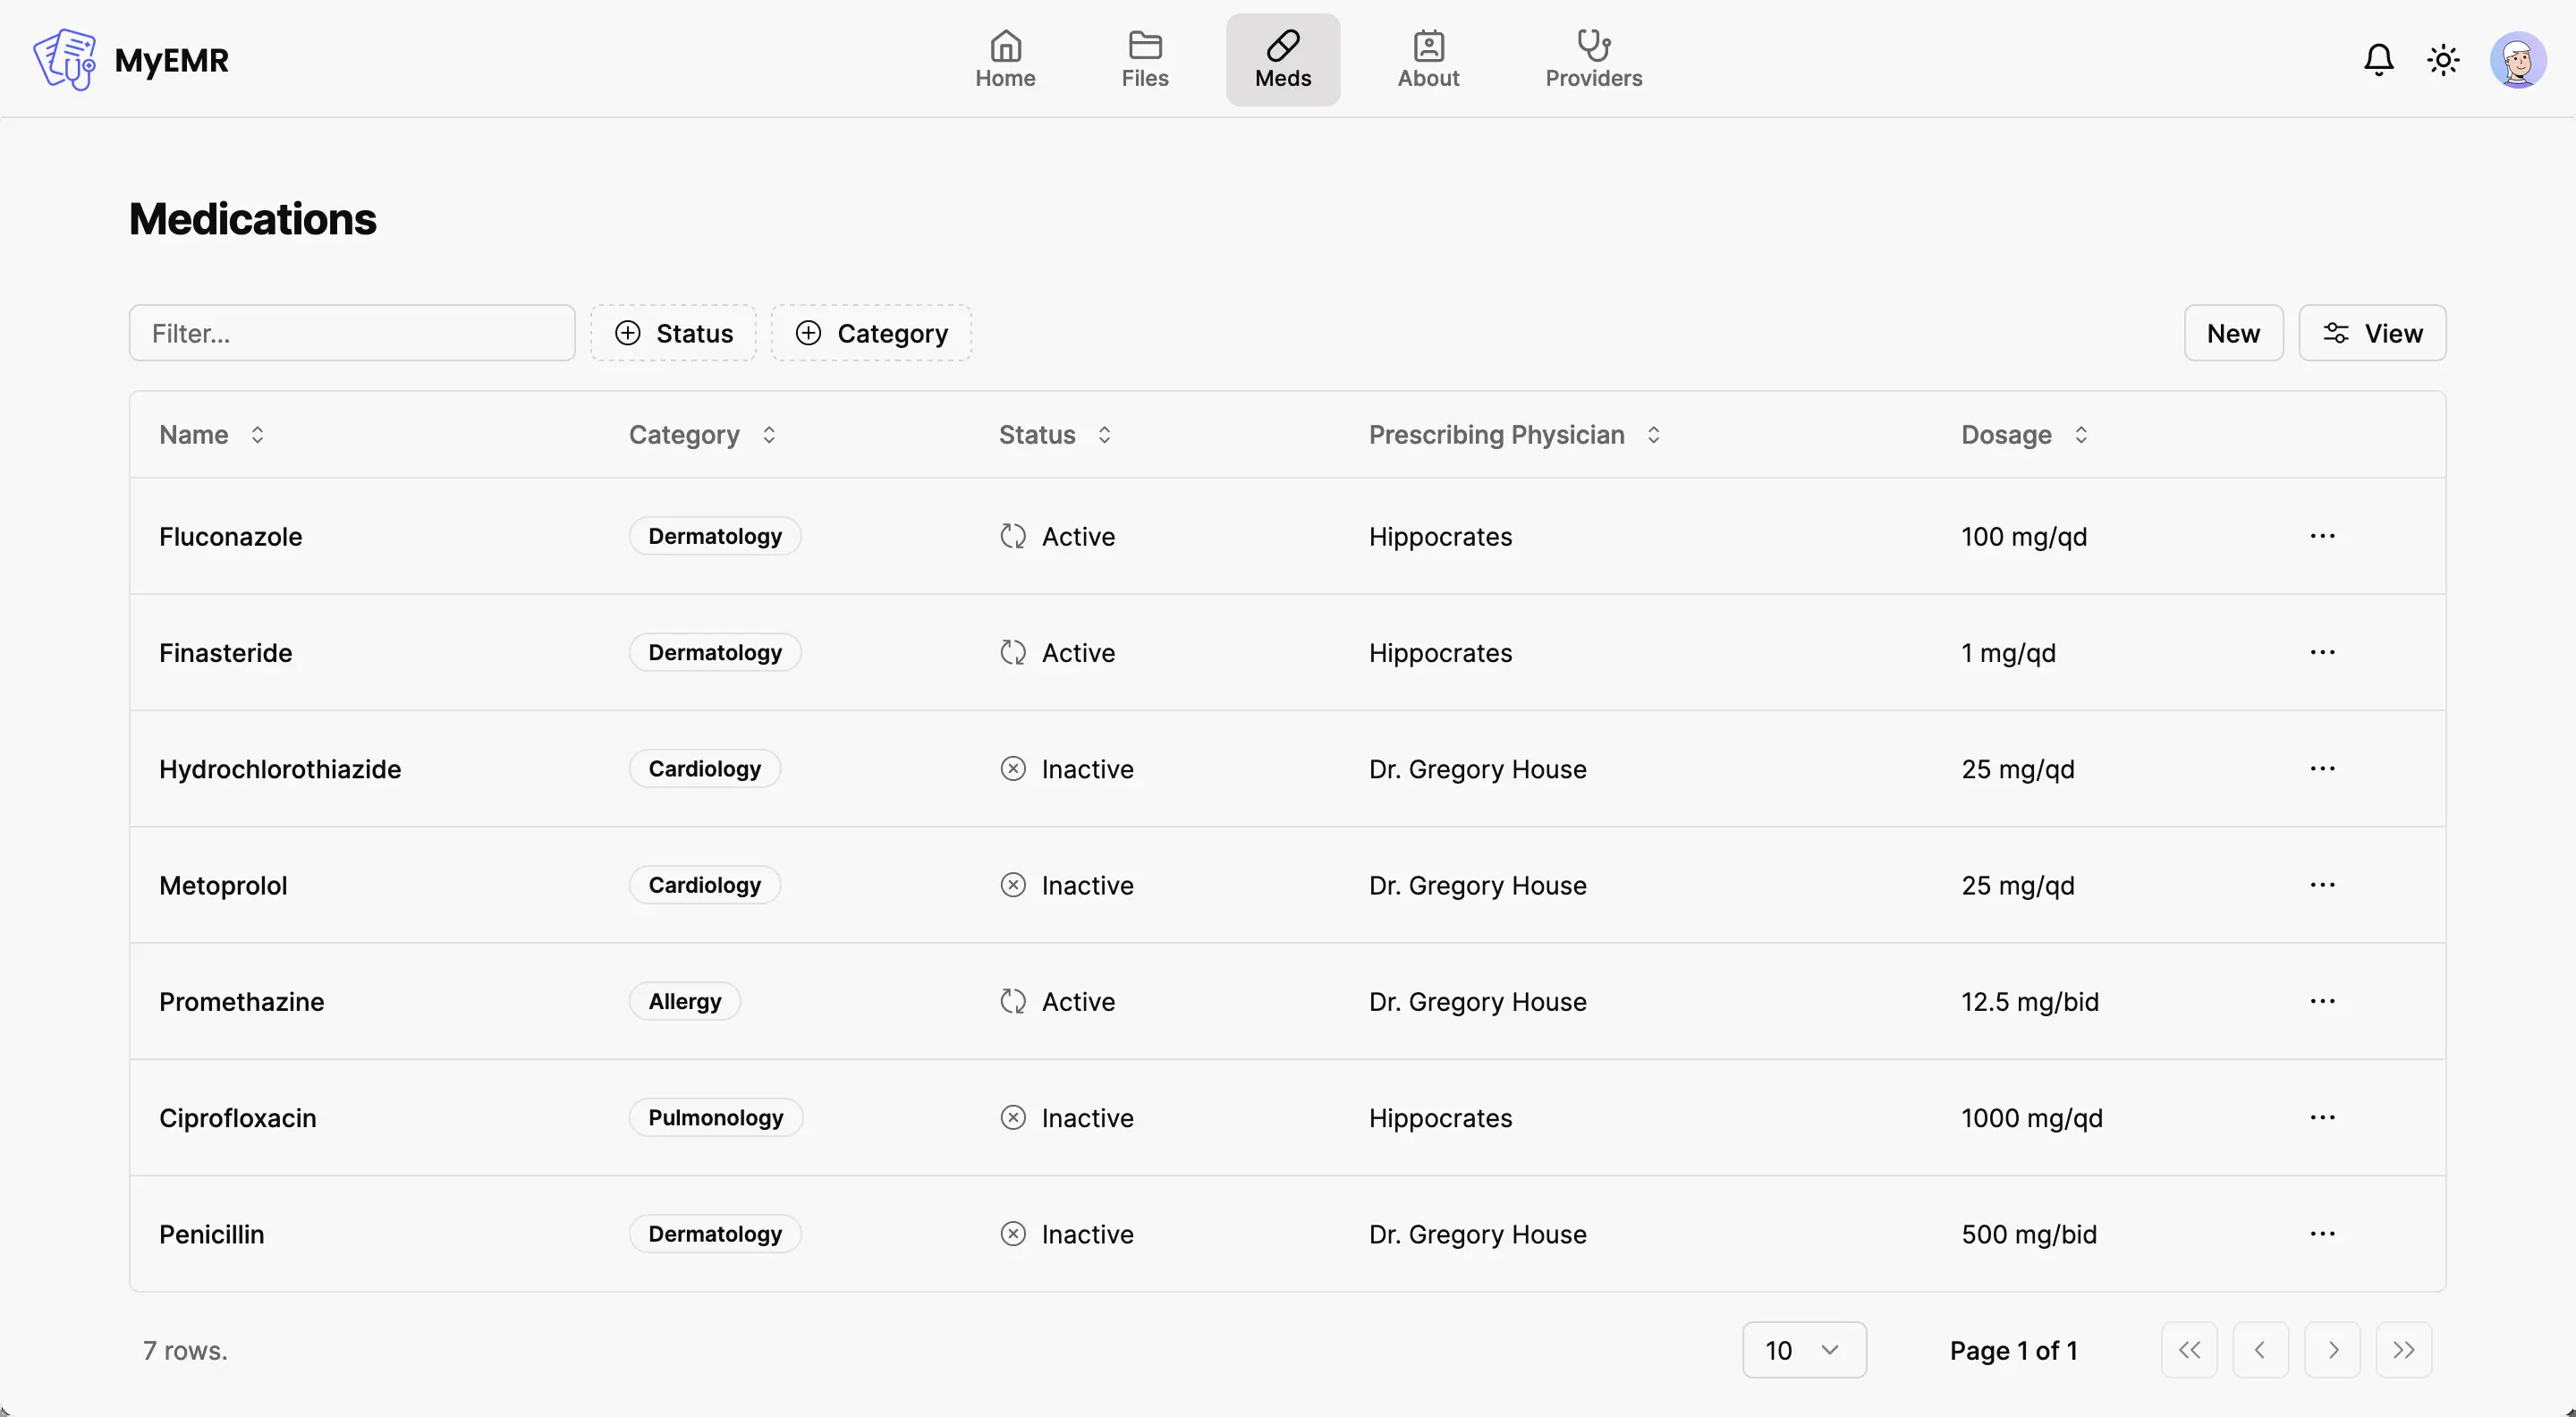 MyEMR
Home Files Meds About Providers
Medications
Filter... Status Category New View
Name Category Status Prescribing Physician Dosage
Fluconazole Dermatology Active Hippocrates 100 mg/qd
Finasteride Dermatology Active Hippocrates 1 mg/qd
Hydrochlorothiazide Cardiology Inactive Dr. Gregory House 25 mg/qd
Metoprolol Cardiology Inactive Dr. Gregory House 25 mg/qd
Promethazine Allergy Active Dr. Gregory House 12.5 mg/bid
Ciprofloxacin Pulmonology Inactive Hippocrates 1000 mg/qd
Penicillin Dermatology Inactive Dr. Gregory House 500 mg/bid
7 rows. 10 Page 1 of 1